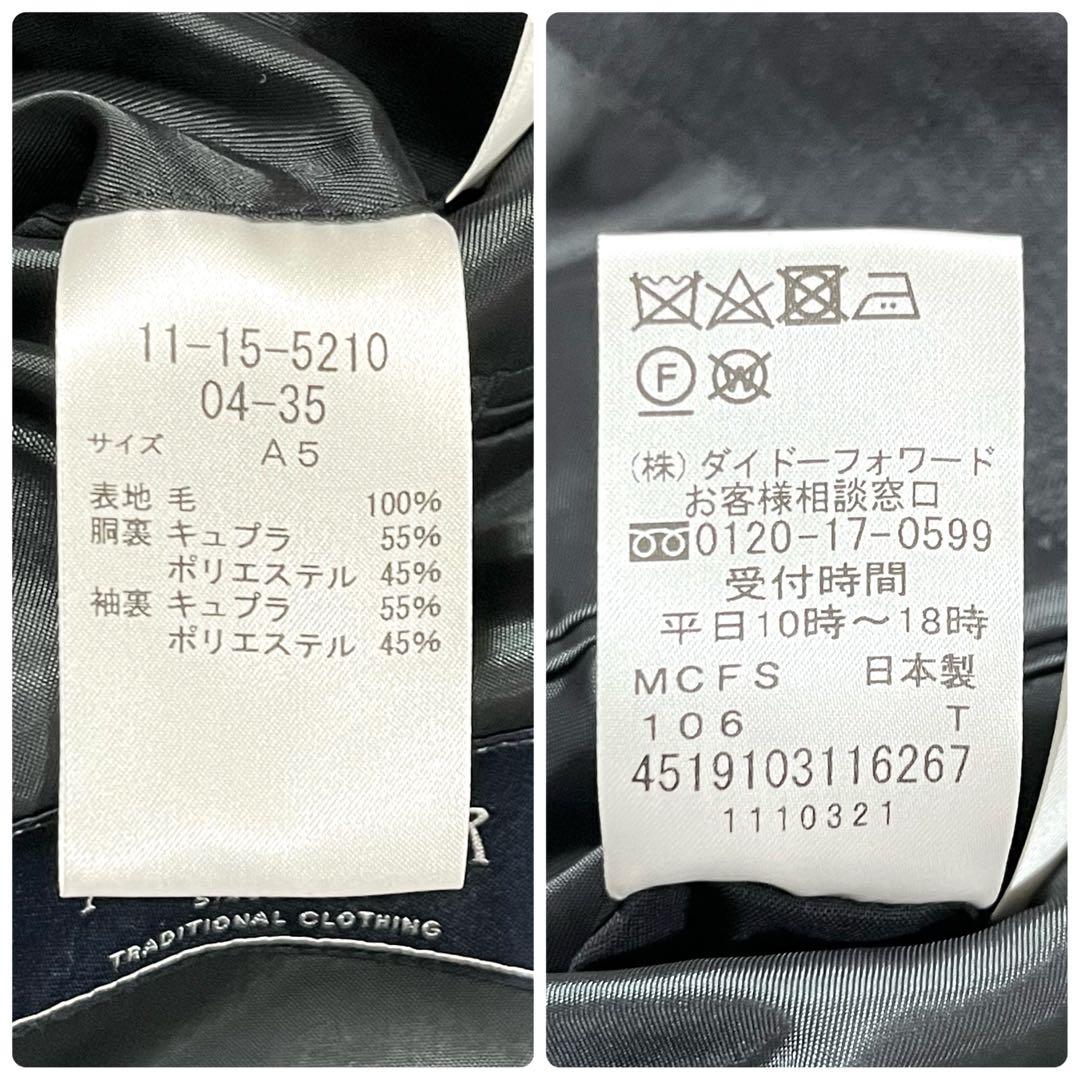 11-15-5210
04-35
サイズ A5
表地 毛 100%
胴裏 キュプラ 55%
ポリエステル 45%
袖裏 キュプラ 55%
ポリエステル 45%
R
TRADITIONAL CLOTHING
F
W
(株)ダイドーフォワード
お客様相談窓口
0120-17-0599
受付時間
平日10時～18時
MCFS 日本製
106 T
4519103116267
1110321